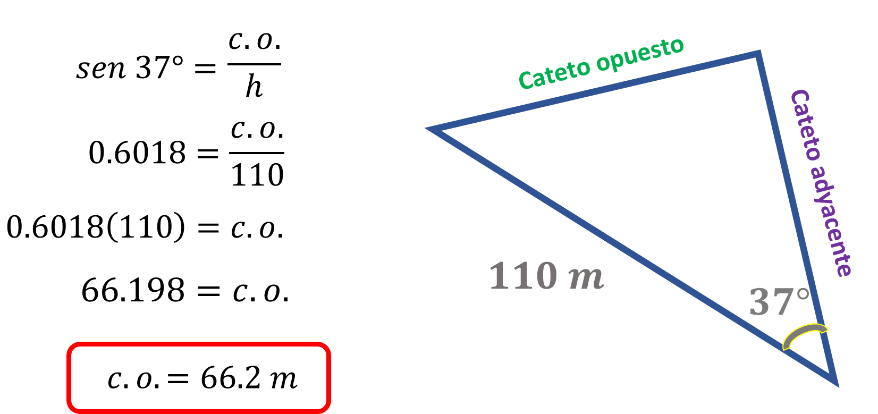 sen 37° = c.o. / h
0.6018 = c.o. / 110
0.6018(110) = c.o.
66.198 = c.o.
c.o. = 66.2 m
Cateto opuesto
Cateto adyacente
110 m
37°